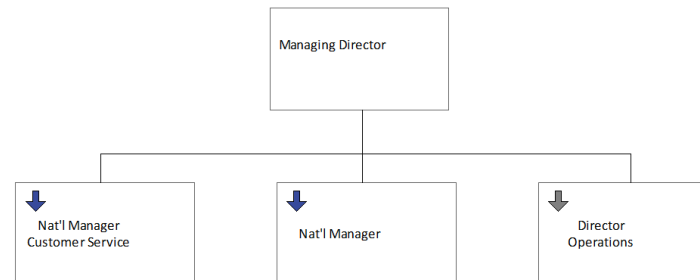 Managing Director
Nat'l Manager
Customer Service
Nat'l Manager
Director
Operations